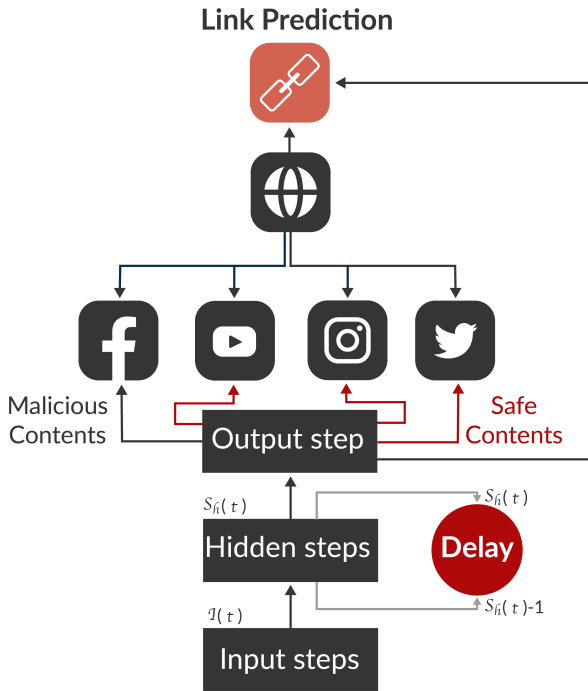 Link Prediction
Malicious
Contents
Safe
Contents
Output step
𝒮ₕ( t )
𝒮ₕ( t )
Hidden steps
Delay
𝒮ₕ( t )-1
ℐ( t )
Input steps